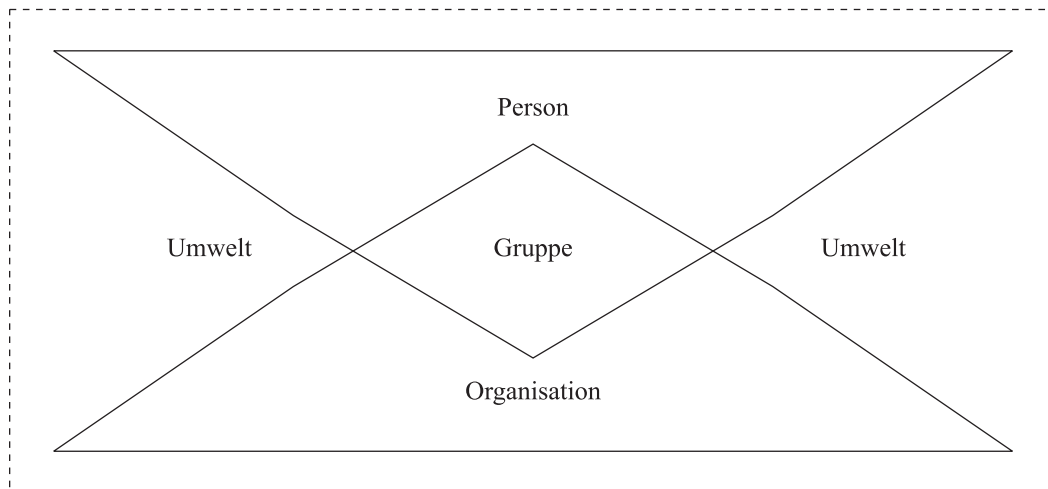 Person
Umwelt
Gruppe
Umwelt
Organisation